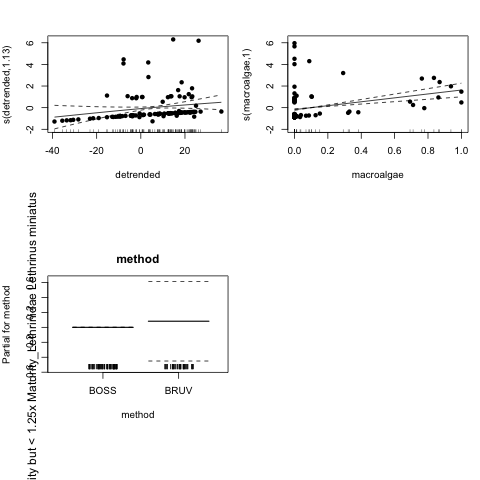 s(detrended,1.13)
6
4
2
0
-2
-40 -20 0 20
detrended
s(macroalgae,1)
6
4
2
0
-2
0.0 0.2 0.4 0.6 0.8 1.0
macroalgae
method
Partial for method
BOSS BRUV
method
ity but < 1.25x Maturity_Lethrinidae Lethrinus miniatus